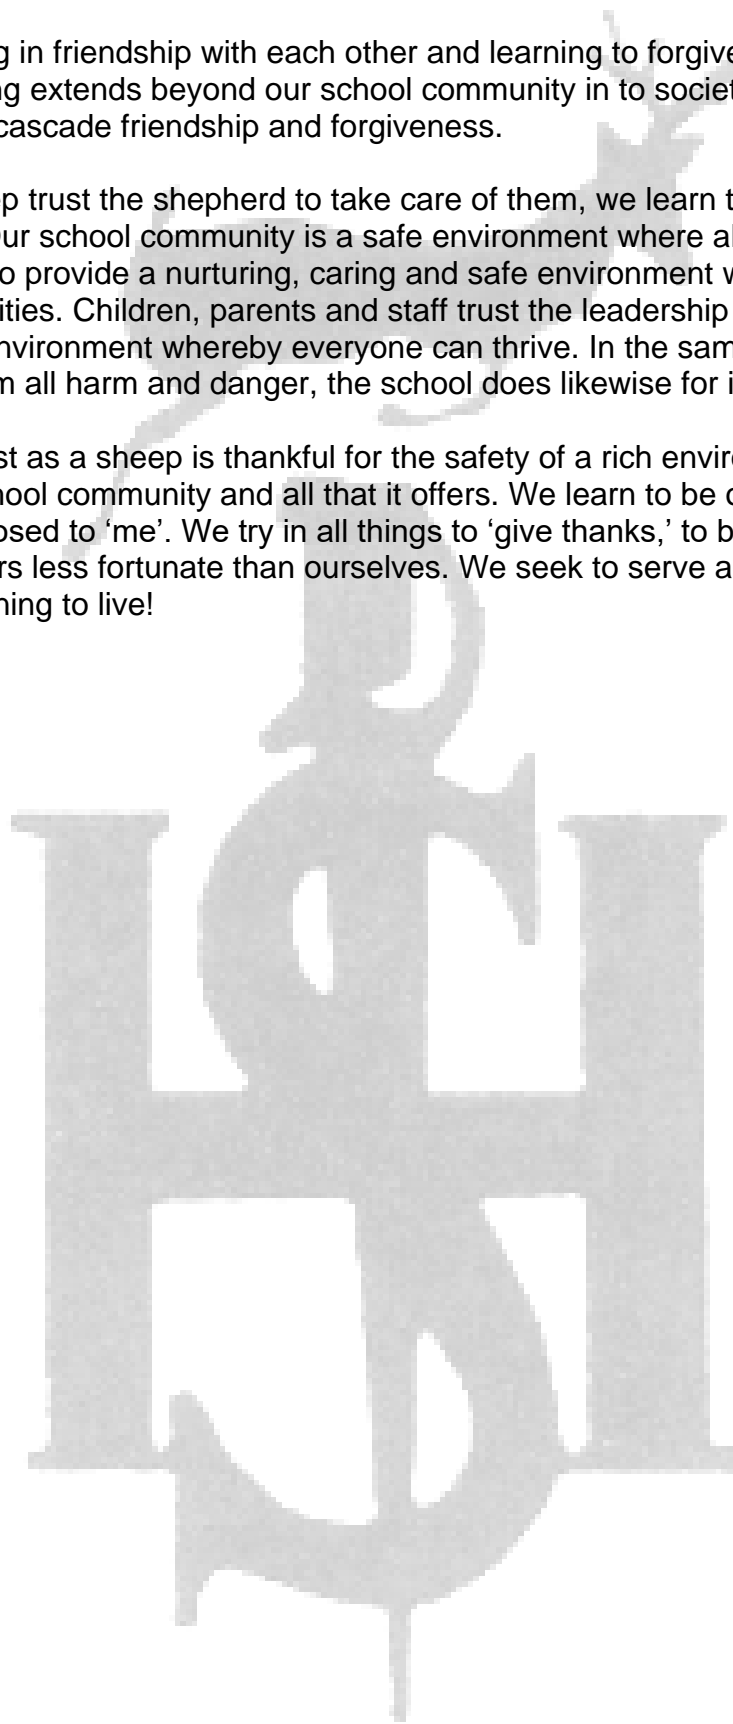 g in friendship with each other and learning to forgive
ng extends beyond our school community in to societ
cascade friendship and forgiveness.
p trust the shepherd to take care of them, we learn t
Our school community is a safe environment where al
o provide a nurturing, caring and safe environment w
ities. Children, parents and staff trust the leadership
nvironment whereby everyone can thrive. In the sam
m all harm and danger, the school does likewise for i
st as a sheep is thankful for the safety of a rich envir
hool community and all that it offers. We learn to be o
osed to ‘me’. We try in all things to ‘give thanks,’ to b
rs less fortunate than ourselves. We seek to serve a
ning to live!